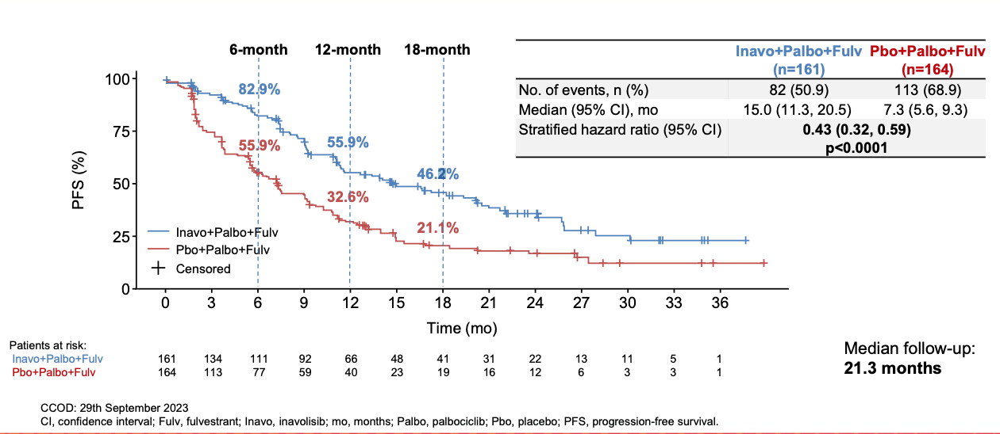 6-month 12-month 18-month
Inavo+Palbo+Fulv Pbo+Palbo+Fulv
(n=161) (n=164)
No. of events, n (%) 82 (50.9) 113 (68.9)
Median (95% CI), mo 15.0 (11.3, 20.5) 7.3 (5.6, 9.3)
Stratified hazard ratio (95% CI) 0.43 (0.32, 0.59)
p<0.0001
100
75
50
25
0
PFS (%)
82.9%
55.9%
46.2%
55.9%
32.6%
21.1%
Inavo+Palbo+Fulv
Pbo+Palbo+Fulv
Censored
0 3 6 9 12 15 18 21 24 27 30 33 36
Time (mo)
Patients at risk:
Inavo+Palbo+Fulv 161 134 111 92 66 48 41 31 22 13 11 5 1
Pbo+Palbo+Fulv 164 113 77 59 40 23 19 16 12 6 3 3 1
Median follow-up:
21.3 months
CCOD: 29th September 2023
CI, confidence interval; Fulv, fulvestrant; Inavo, inavolisib; mo, months; Palbo, palbociclib; Pbo, placebo; PFS, progression-free survival.